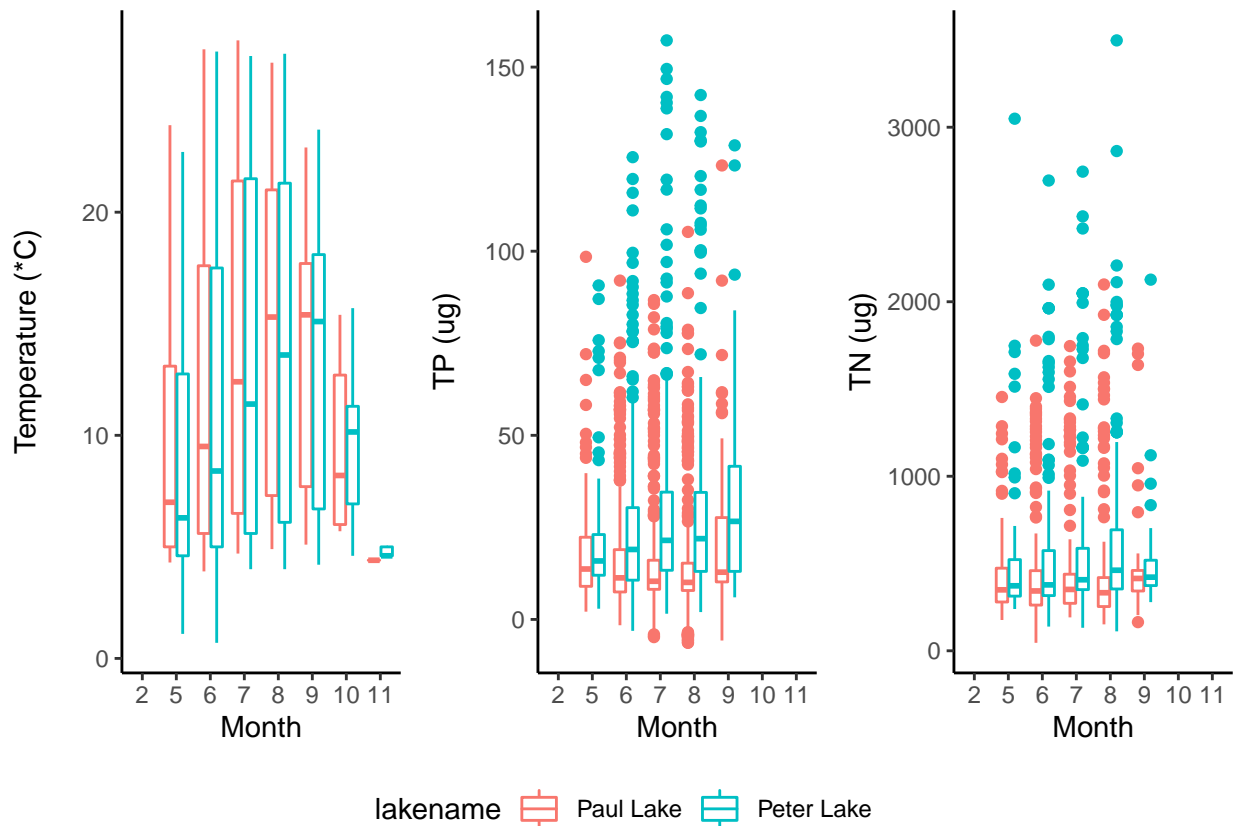 Temperature (*C)
20
10
0
2 5 6 7 8 9 10 11
Month
TP (ug)
150
100
50
0
2 5 6 7 8 9 10 11
Month
TN (ug)
3000
2000
1000
0
2 5 6 7 8 9 10 11
Month
lakename Paul Lake Peter Lake